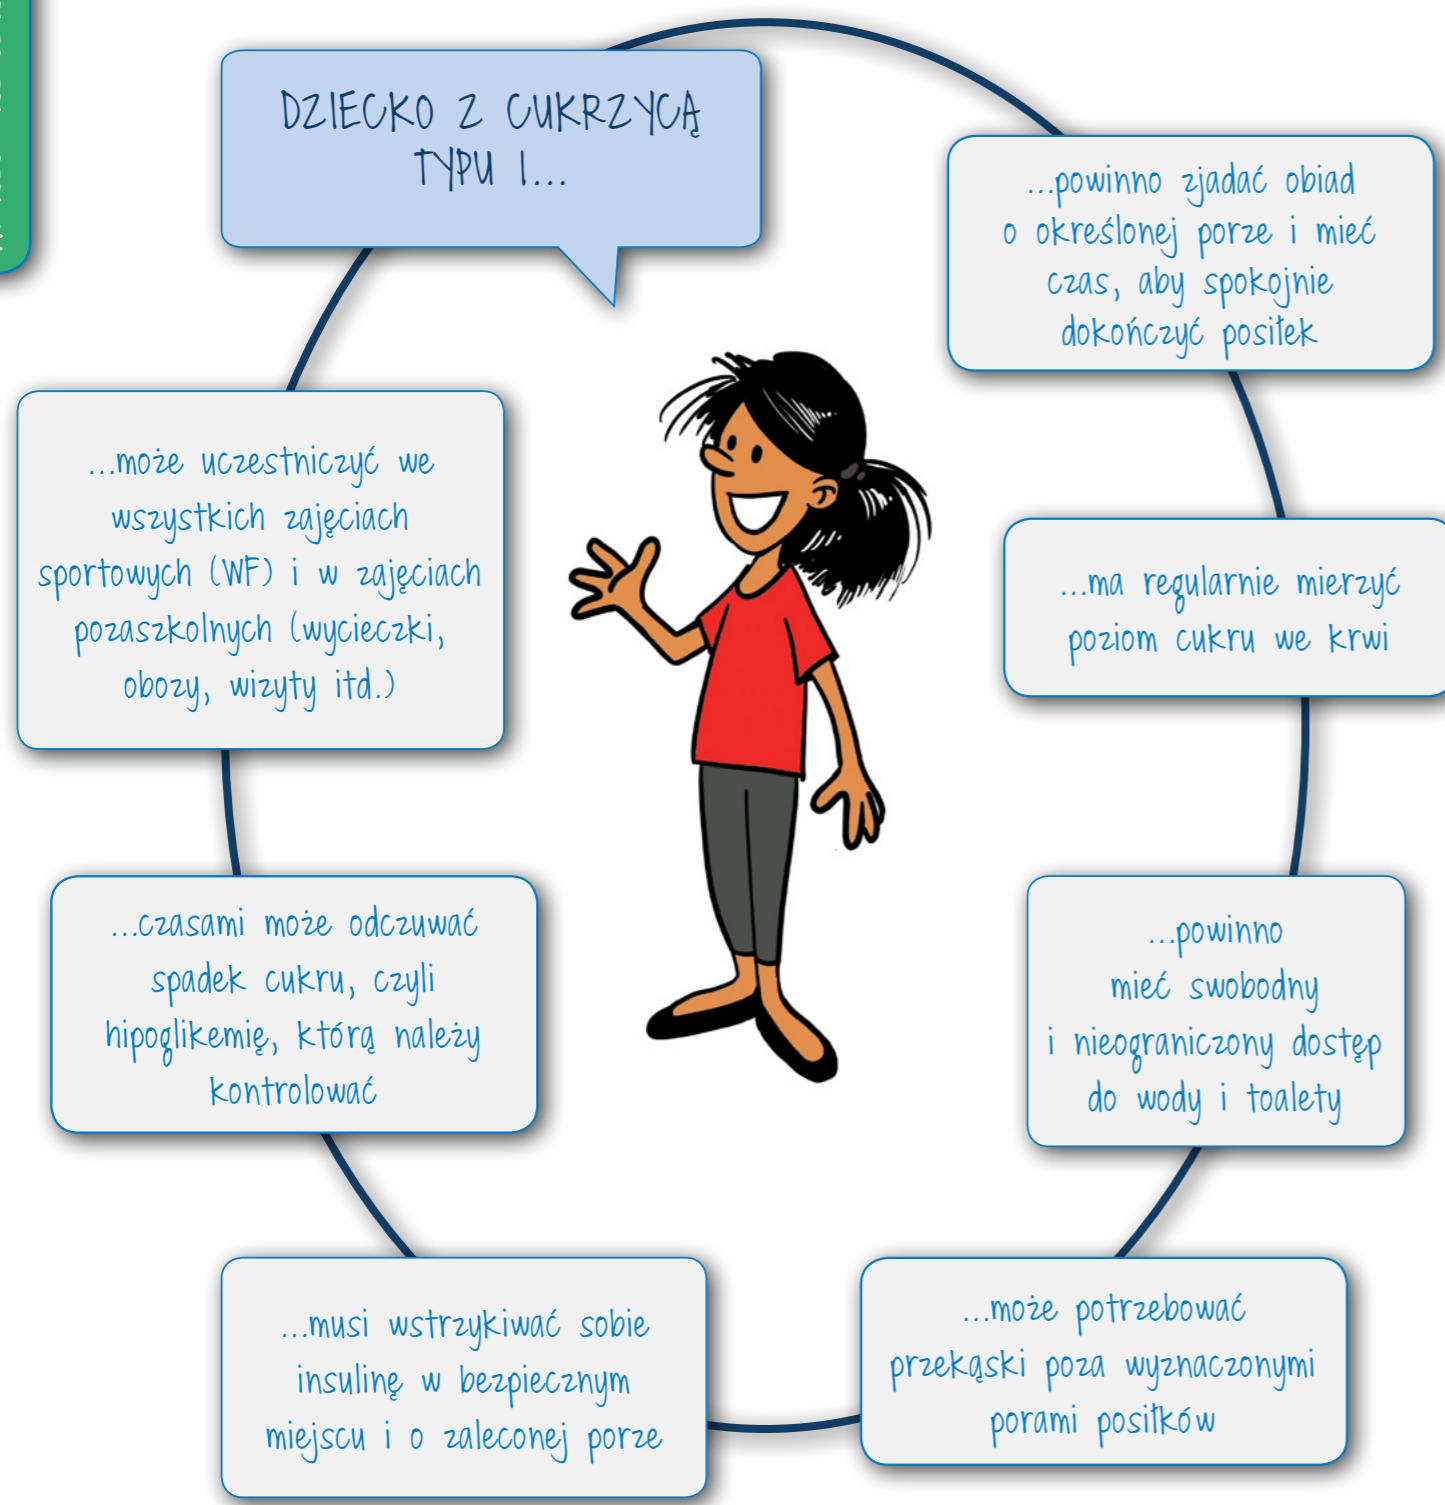 DZIECKO Z CUKRZYCĄ
TYPU I...
...powinno zjadać obiad
o określonej porze i mieć
czas, aby spokojnie
dokończyć posiłek
...ma regularnie mierzyć
poziom cukru we krwi
...powinno
mieć swobodny
i nieograniczony dostęp
do wody i toalety
...może potrzebować
przekąski poza wyznaczonymi
porami posiłków
...musi wstrzykiwać sobie
insulinę w bezpiecznym
miejscu i o zaleconej porze
...czasami może odczuwać
spadek cukru, czyli
hipoglikemię, którą należy
kontrolować
...może uczestniczyć we
wszystkich zajęciach
sportowych (WF) i w zajęciach
pozaszkolnych (wycieczki,
obozy, wizyty itd.)